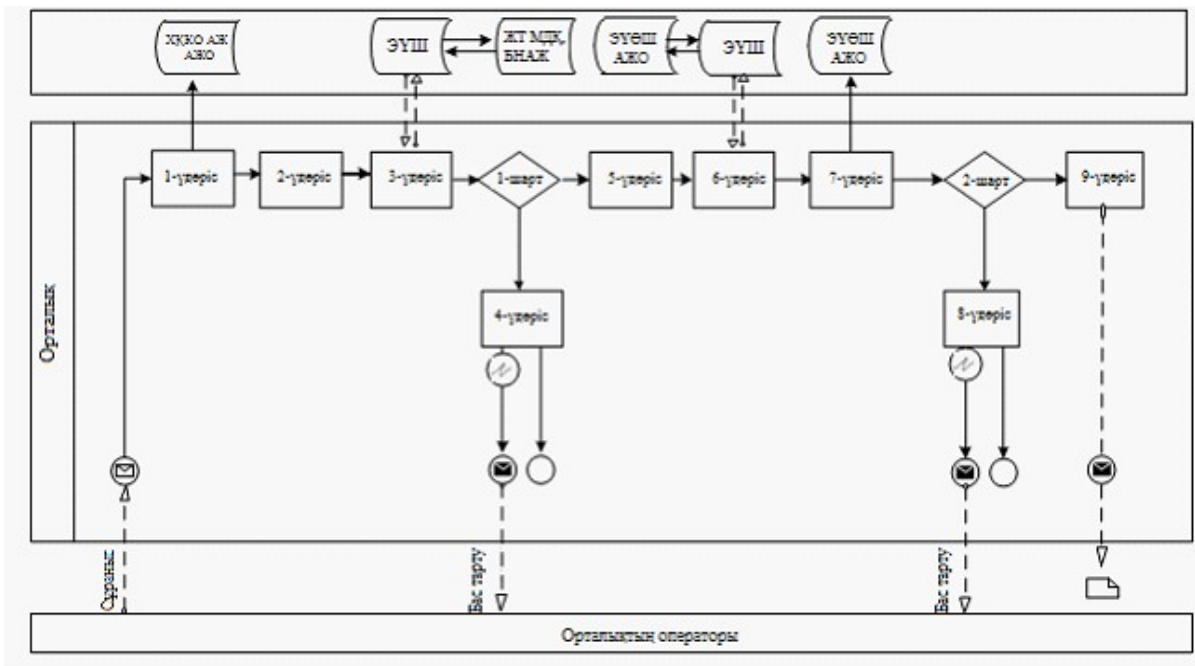 ХҚКО АЖ
АЖО
ЭҮШ
ЖТ МДҚ,
БНАЖ
ЭҮӨШ
АЖО
ЭҮШ
ЭҮӨШ
АЖО
1-үдеріс
2-үдеріс
3-үдеріс
1-шарт
5-үдеріс
6-үдеріс
7-үдеріс
2-шарт
9-үдеріс
4-үдеріс
8-үдеріс
Орталық
Сұраныс
Бас тарту
Бас тарту
Орталықтың операторы